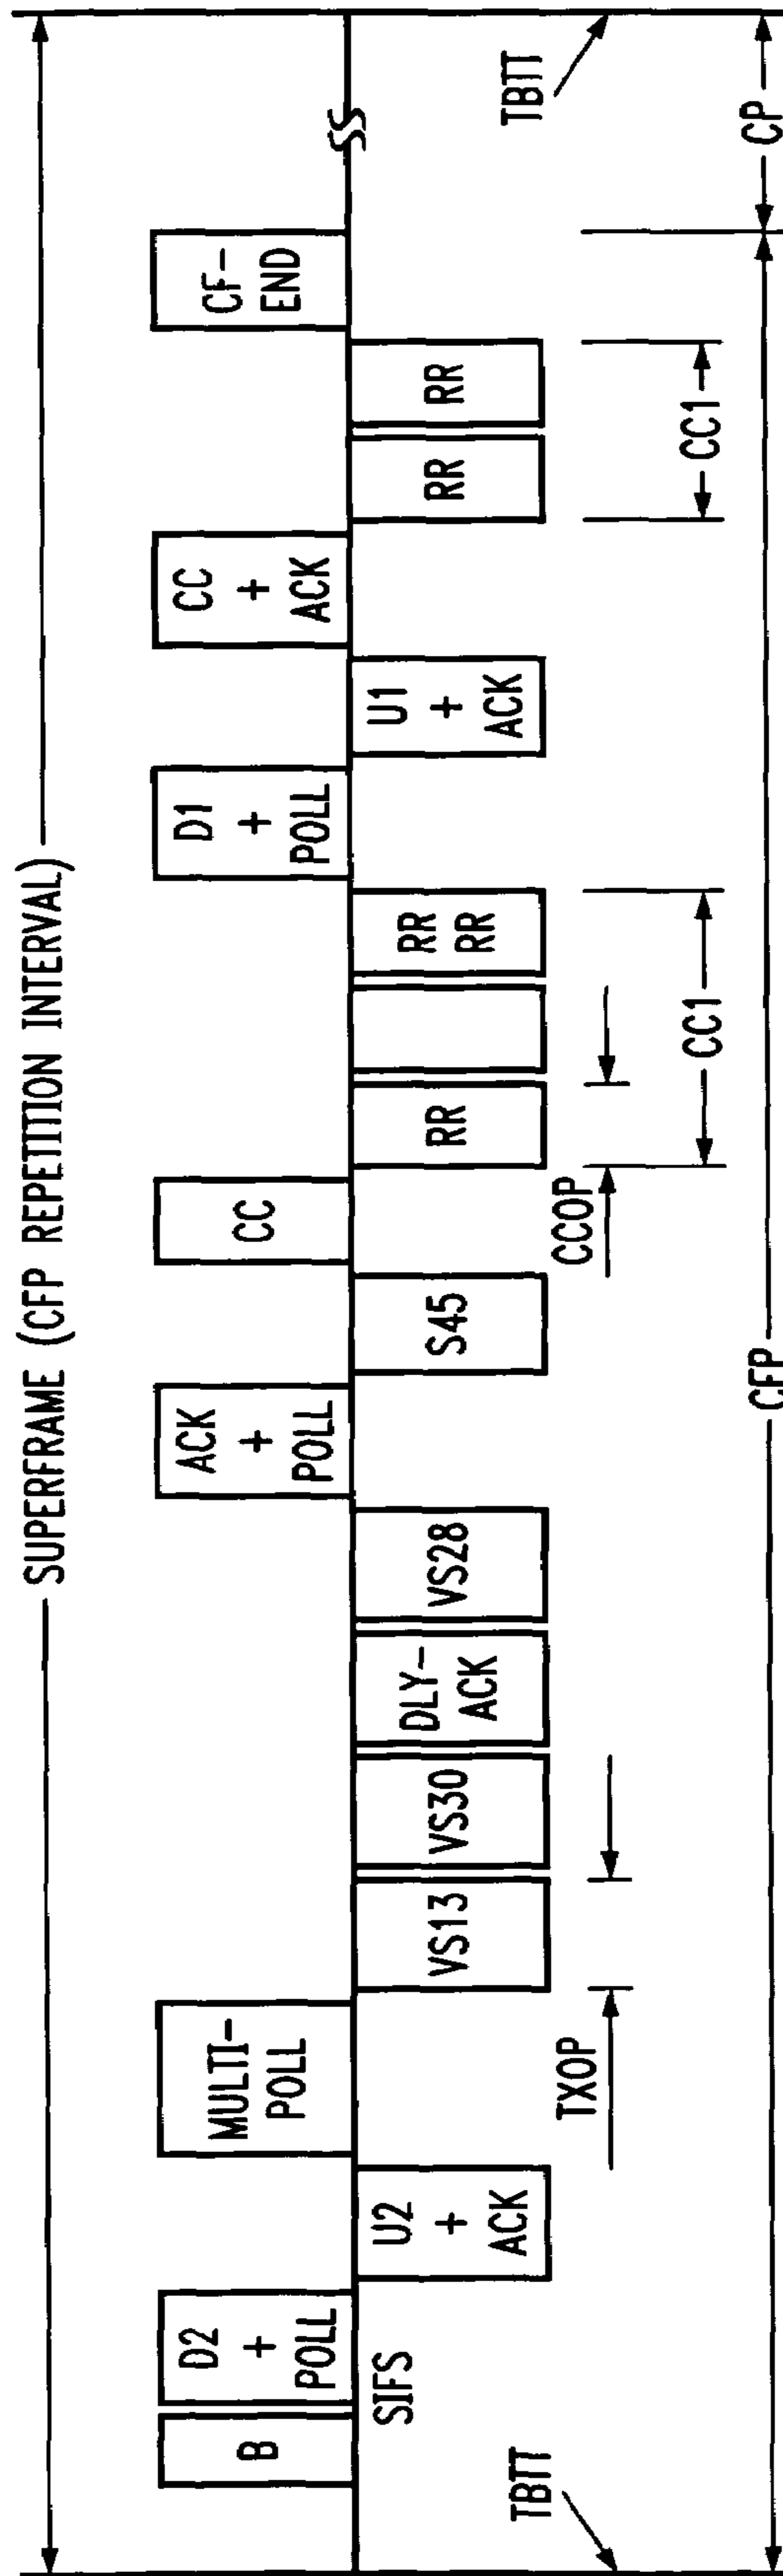 SUPERFRAME (CFP REPETITION INTERVAL)
B
D2
+
POLL
MULTI-
POLL
ACK
+
POLL
CC
D1
+
POLL
CC
+
ACK
CF-
END
SIFS
U2
+
ACK
VS13
VS30
DLY-
ACK
VS28
S45
RR
RR
RR
U1
+
ACK
RR
RR
TBTT
TXOP
CCOP
CC1
CC1
TBTT
CFP
CP